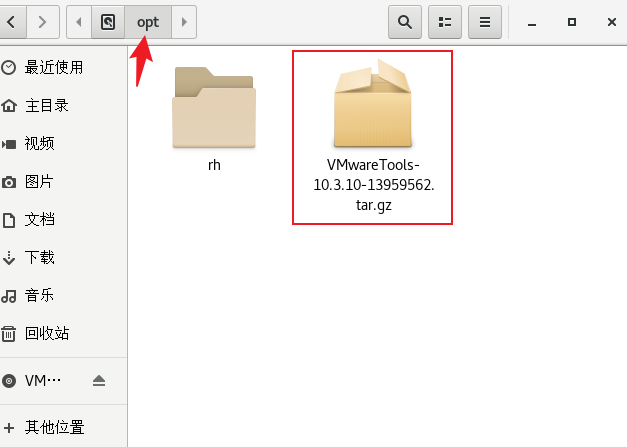 opt
最近使用
主目录
视频
图片
文档
下载
音乐
回收站
VM⋯
其他位置
rh
VMwareTools-
10.3.10-13959562.
tar.gz